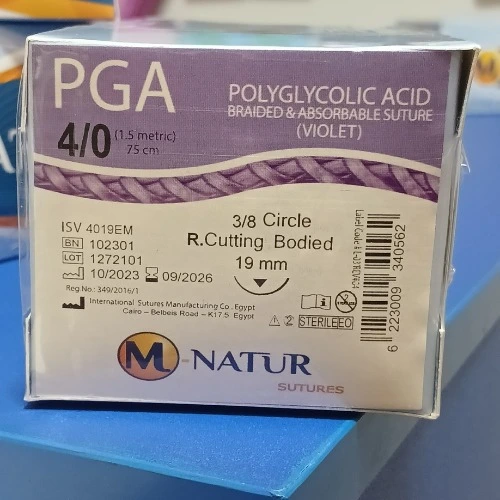 PGA
POLYGLYCOLIC ACID
BRAIDED & ABSORBABLE SUTURE
(VIOLET)
4/0 (1.5 metric)
75 cm
ISV 4019EM
BN 102301
LOT 1272101
10/2023 09/2026
Reg.No.: 349/2016/1
International Sutures Manufacturing Co. Egypt
Cairo – Belbeis Road – K17.5 Egypt
3/8 Circle
R.Cutting Bodied
19 mm
STERILE EO
6 223009 340562
M-NATUR
SUTURES